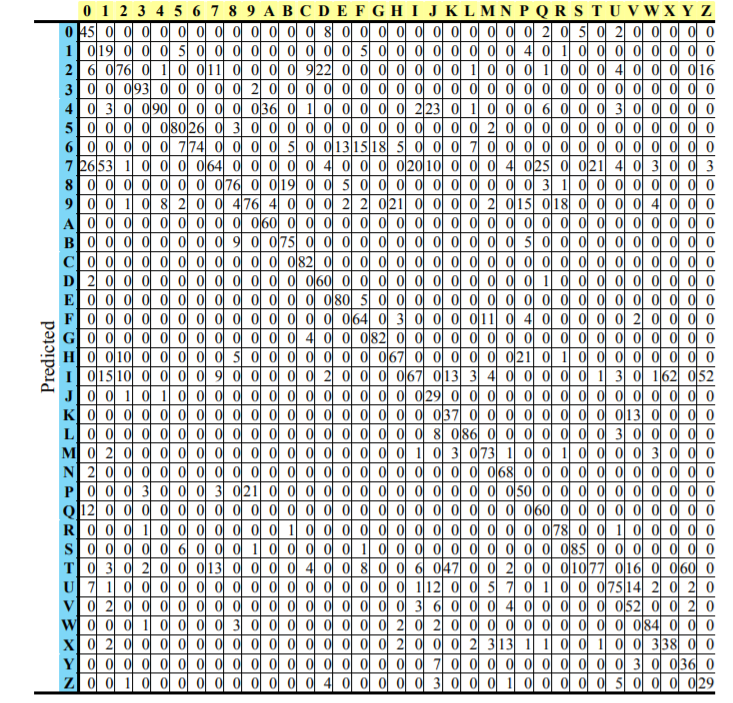 0 1 2 3 4 5 6 7 8 9 A B C D E F G H I J K L M N P Q R S T U V W X Y Z
0 45 0 0 0 0 0 0 0 0 0 0 0 0 8 0 0 0 0 0 0 0 0 0 0 0 2 0 5 0 2 0 0 0 0 0
1 0 19 0 0 0 5 0 0 0 0 0 0 0 0 0 5 0 0 0 0 0 0 0 0 4 0 1 0 0 0 0 0 0 0 0
2 6 0 76 0 1 0 0 11 0 0 0 0 9 22 0 0 0 0 0 0 0 1 0 0 0 1 0 0 0 4 0 0 0 0 16
3 0 0 0 93 0 0 0 0 0 2 0 0 0 0 0 0 0 0 0 0 0 0 0 0 0 0 0 0 0 0 0 0 0 0 0
4 0 3 0 0 90 0 0 0 0 0 36 0 1 0 0 0 0 0 2 23 0 1 0 0 0 6 0 0 0 3 0 0 0 0 0
5 0 0 0 0 0 80 26 0 3 0 0 0 0 0 0 0 0 0 0 0 0 0 2 0 0 0 0 0 0 0 0 0 0 0 0
6 0 0 0 0 0 7 74 0 0 0 0 5 0 0 13 15 18 5 0 0 0 7 0 0 0 0 0 0 0 0 0 0 0 0 0
7 26 53 1 0 0 0 0 64 0 0 0 0 0 4 0 0 0 0 20 10 0 0 0 4 0 25 0 0 21 4 0 3 0 0 3
8 0 0 0 0 0 0 0 0 76 0 0 19 0 0 5 0 0 0 0 0 0 0 0 0 0 3 1 0 0 0 0 0 0 0 0
9 0 0 1 0 8 2 0 0 4 76 4 0 0 0 2 2 0 21 0 0 0 0 2 0 15 0 18 0 0 0 0 4 0 0 0
A 0 0 0 0 0 0 0 0 0 0 60 0 0 0 0 0 0 0 0 0 0 0 0 0 0 0 0 0 0 0 0 0 0 0 0
B 0 0 0 0 0 0 0 0 9 0 0 75 0 0 0 0 0 0 0 0 0 0 0 0 5 0 0 0 0 0 0 0 0 0 0
C 0 0 0 0 0 0 0 0 0 0 0 0 82 0 0 0 0 0 0 0 0 0 0 0 0 0 0 0 0 0 0 0 0 0 0
D 2 0 0 0 0 0 0 0 0 0 0 0 0 60 0 0 0 0 0 0 0 0 0 0 0 1 0 0 0 0 0 0 0 0 0
E 0 0 0 0 0 0 0 0 0 0 0 0 0 0 80 5 0 0 0 0 0 0 0 0 0 0 0 0 0 0 0 0 0 0 0
F 0 0 0 0 0 0 0 0 0 0 0 0 0 0 0 64 0 3 0 0 0 0 11 0 4 0 0 0 0 0 2 0 0 0 0
G 0 0 0 0 0 0 0 0 0 0 0 0 4 0 0 0 82 0 0 0 0 0 0 0 0 0 0 0 0 0 0 0 0 0 0
H 0 0 10 0 0 0 0 0 5 0 0 0 0 0 0 0 0 67 0 0 0 0 0 0 21 0 1 0 0 0 0 0 0 0 0
I 0 15 10 0 0 0 0 9 0 0 0 0 0 2 0 0 0 0 67 0 13 3 4 0 0 0 0 0 1 3 0 1 62 0 52
J 0 0 1 0 1 0 0 0 0 0 0 0 0 0 0 0 0 0 0 29 0 0 0 0 0 0 0 0 0 0 0 0 0 0 0
K 0 0 0 0 0 0 0 0 0 0 0 0 0 0 0 0 0 0 0 0 37 0 0 0 0 0 0 0 0 0 13 0 0 0 0
L 0 0 0 0 0 0 0 0 0 0 0 0 0 0 0 0 0 0 0 8 0 86 0 0 0 0 0 0 0 3 0 0 0 0 0
M 0 2 0 0 0 0 0 0 0 0 0 0 0 0 0 0 0 0 1 0 3 0 73 1 0 0 1 0 0 0 0 3 0 0 0
N 2 0 0 0 0 0 0 0 0 0 0 0 0 0 0 0 0 0 0 0 0 0 0 68 0 0 0 0 0 0 0 0 0 0 0
P 0 0 0 3 0 0 0 3 0 21 0 0 0 0 0 0 0 0 0 0 0 0 0 0 50 0 0 0 0 0 0 0 0 0 0
Q 12 0 0 0 0 0 0 0 0 0 0 0 0 0 0 0 0 0 0 0 0 0 0 0 0 60 0 0 0 0 0 0 0 0 0
R 0 0 0 1 0 0 0 0 0 0 0 1 0 0 0 0 0 0 0 0 0 0 0 0 0 0 78 0 0 1 0 0 0 0 0
S 0 0 0 0 0 6 0 0 0 1 0 0 0 0 0 1 0 0 0 0 0 0 0 0 0 0 0 85 0 0 0 0 0 0 0
T 0 3 0 2 0 0 0 13 0 0 0 0 4 0 0 8 0 0 6 0 47 0 0 2 0 0 0 10 77 0 16 0 0 60 0
U 7 1 0 0 0 0 0 0 0 0 0 0 0 0 0 0 0 0 1 12 0 0 5 7 0 1 0 0 0 75 14 2 0 2 0
V 0 2 0 0 0 0 0 0 0 0 0 0 0 0 0 0 0 0 3 6 0 0 0 4 0 0 0 0 0 0 52 0 0 2 0
W 0 0 0 1 0 0 0 0 3 0 0 0 0 0 0 0 0 2 0 2 0 0 0 0 0 0 0 0 0 0 0 84 0 0 0
X 0 2 0 0 0 0 0 0 0 0 0 0 0 0 0 0 0 2 0 0 0 2 3 13 1 1 0 0 1 0 0 3 38 0 0
Y 0 0 0 0 0 0 0 0 0 0 0 0 0 0 0 0 0 0 0 7 0 0 0 0 0 0 0 0 0 0 3 0 0 36 0
Z 0 0 1 0 0 0 0 0 0 0 0 0 0 4 0 0 0 0 0 3 0 0 0 1 0 0 0 0 0 5 0 0 0 0 29
Predicted